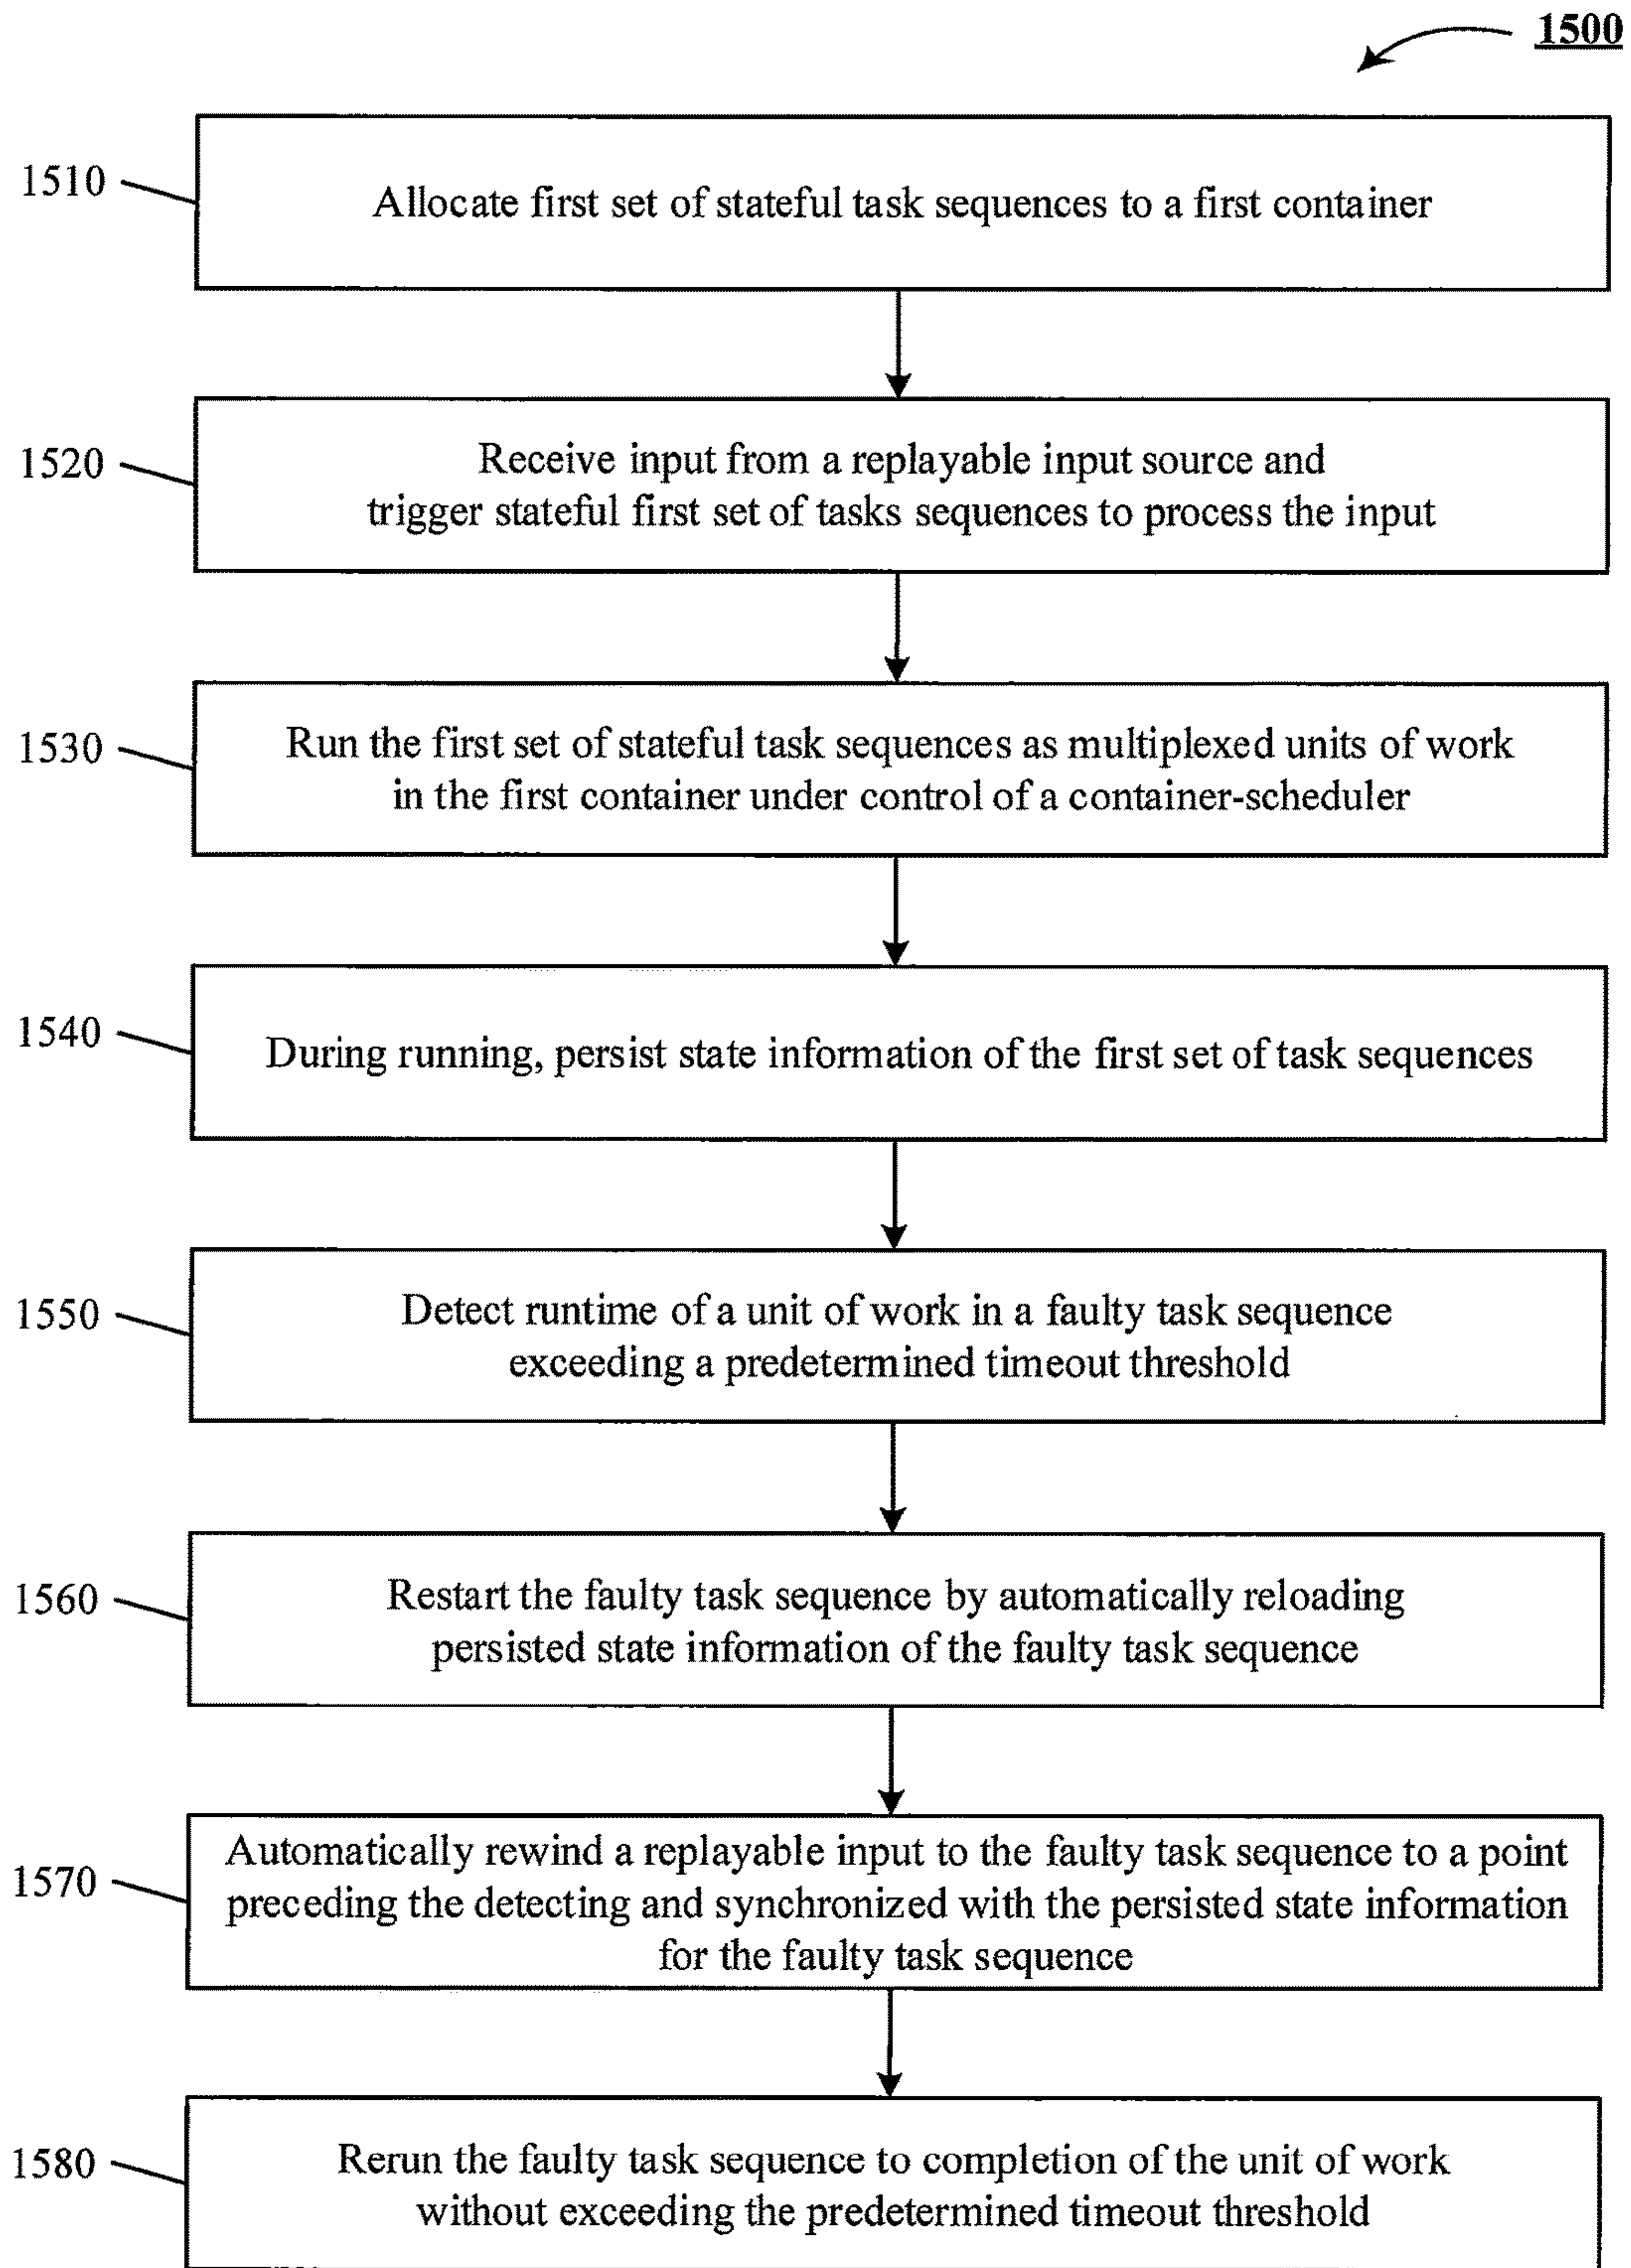 1500
1510
Allocate first set of stateful task sequences to a first container
1520
Receive input from a replayable input source and
trigger stateful first set of tasks sequences to process the input
1530
Run the first set of stateful task sequences as multiplexed units of work
in the first container under control of a container-scheduler
1540
During running, persist state information of the first set of task sequences
1550
Detect runtime of a unit of work in a faulty task sequence
exceeding a predetermined timeout threshold
1560
Restart the faulty task sequence by automatically reloading
persisted state information of the faulty task sequence
1570
Automatically rewind a replayable input to the faulty task sequence to a point
preceding the detecting and synchronized with the persisted state information
for the faulty task sequence
1580
Rerun the faulty task sequence to completion of the unit of work
without exceeding the predetermined timeout threshold